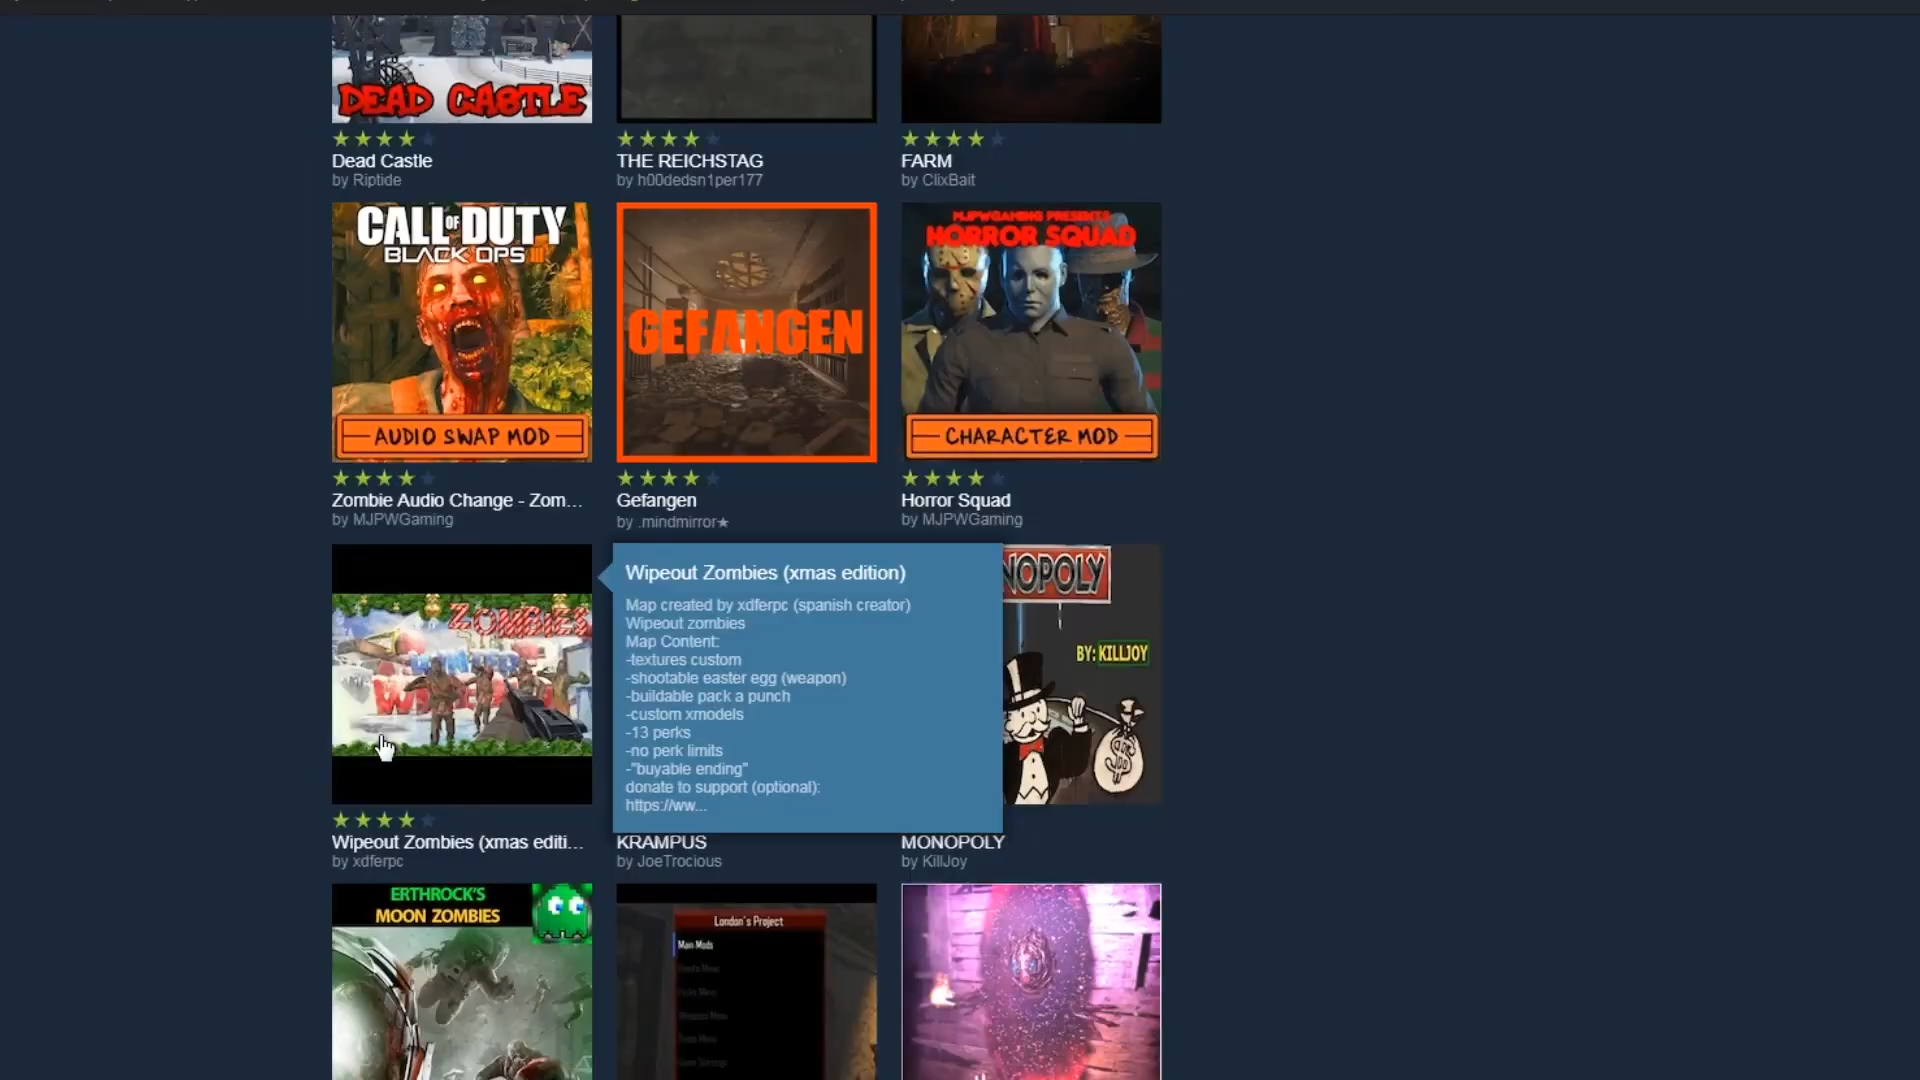 DEAD CASTLE
Dead Castle
by Riptide
THE REICHSTAG
by h00dedsn1per177
FARM
by ClixBait
CALL OF DUTY
BLACK OPS III
AUDIO SWAP MOD
Zombie Audio Change - Zom...
by MJPWGaming
GEFANGEN
Gefangen
by .mindmirror★
MJPWGAMING PRESENTS
HORROR SQUAD
CHARACTER MOD
Horror Squad
by MJPWGaming
ZOMBIES
WINTER
Wipeout Zombies (xmas editi...
by xdferpc
Wipeout Zombies (xmas edition)
Map created by xdferpc (spanish creator)
Wipeout zombies
Map Content:
-textures custom
-shootable easter egg (weapon)
-buildable pack a punch
-custom xmodels
-13 perks
-no perk limits
-"buyable ending"
donate to support (optional):
https://ww...
KRAMPUS
by JoeTrocious
NOPOLY
BY: KILLJOY
$
MONOPOLY
by KillJoy
ERTHROCK'S
MOON ZOMBIES
London's Project
Main Mods
Weapons Menu